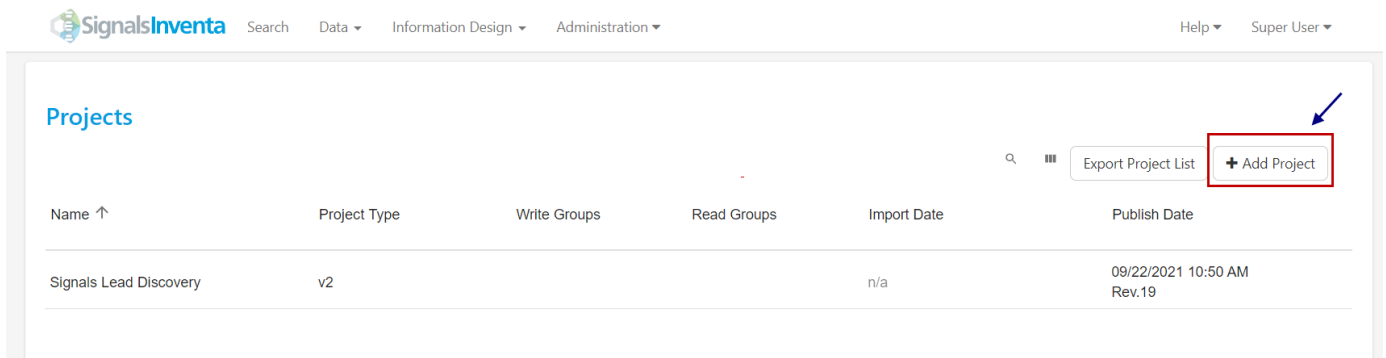 SignalsInventa Search Data Information Design Administration Help Super User
Projects
Export Project List + Add Project
Name ↑ Project Type Write Groups Read Groups Import Date Publish Date
Signals Lead Discovery v2 n/a 09/22/2021 10:50 AM
Rev.19